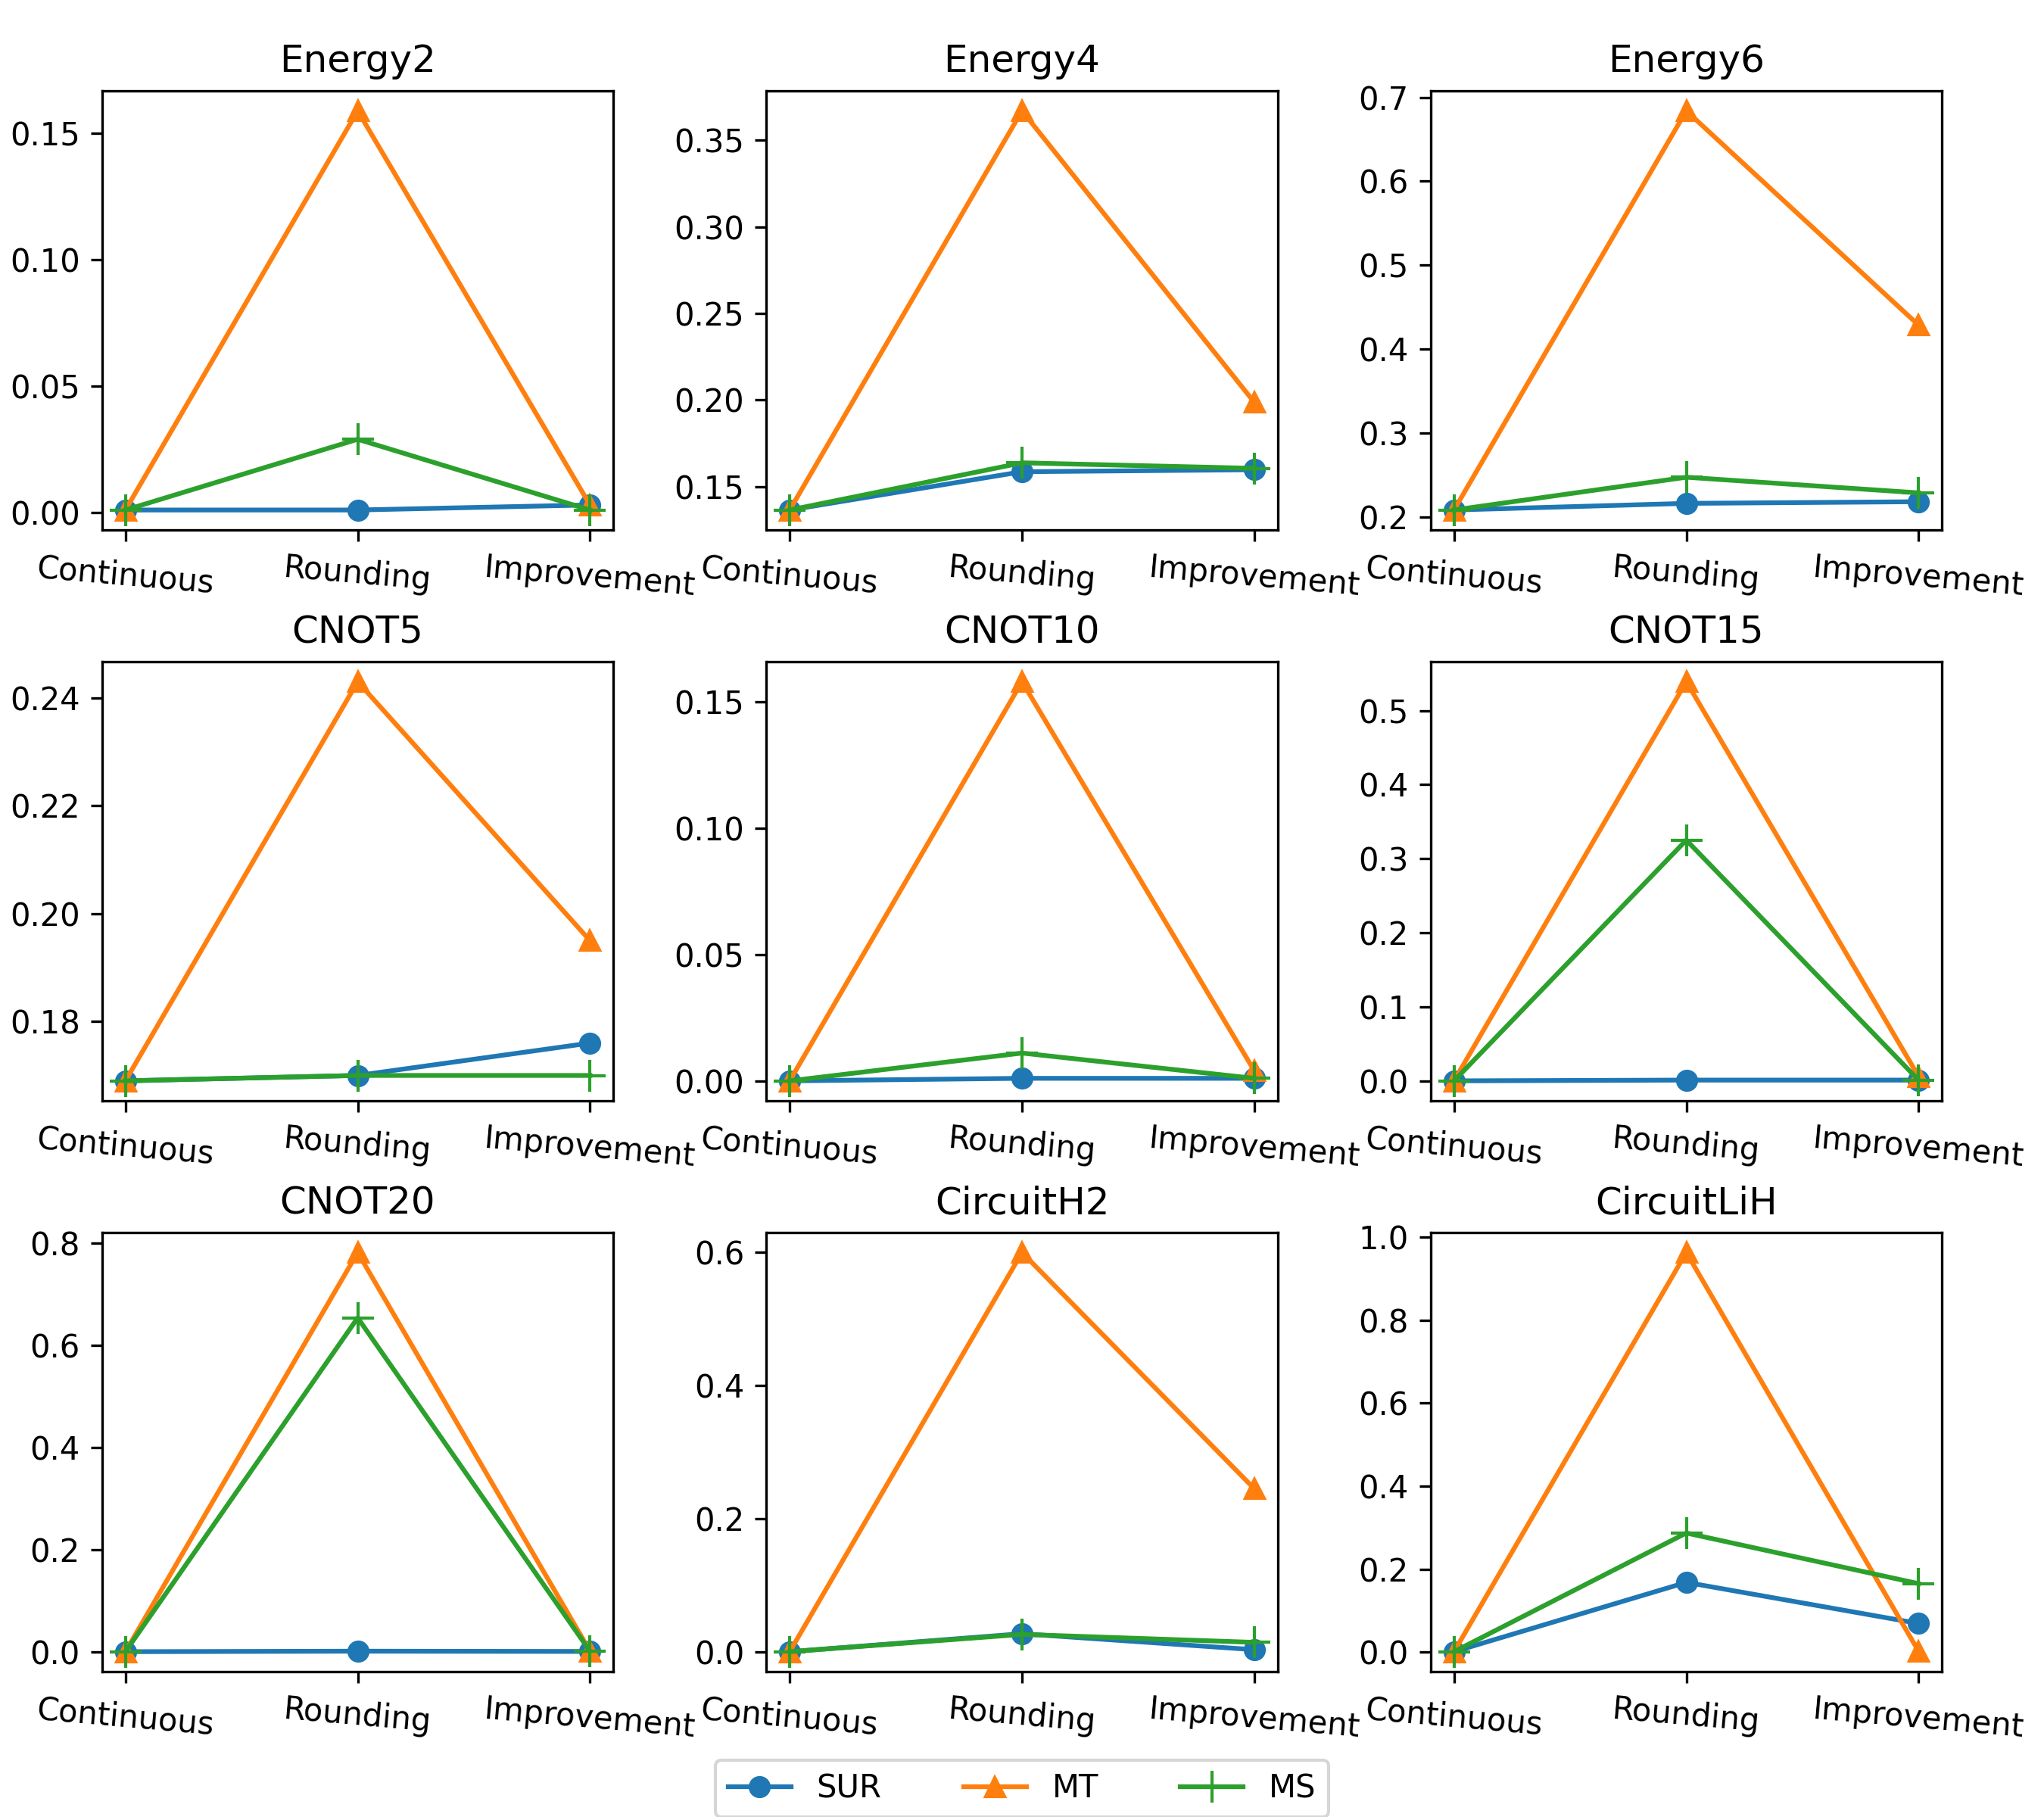 Energy2
0.15
0.10
0.05
0.00
Continuous Rounding Improvement
Energy4
0.35
0.30
0.25
0.20
0.15
Continuous Rounding Improvement
Energy6
0.7
0.6
0.5
0.4
0.3
0.2
Continuous Rounding Improvement
CNOT5
0.24
0.22
0.20
0.18
Continuous Rounding Improvement
CNOT10
0.15
0.10
0.05
0.00
Continuous Rounding Improvement
CNOT15
0.5
0.4
0.3
0.2
0.1
0.0
Continuous Rounding Improvement
CNOT20
0.8
0.6
0.4
0.2
0.0
Continuous Rounding Improvement
CircuitH2
0.6
0.4
0.2
0.0
Continuous Rounding Improvement
CircuitLiH
1.0
0.8
0.6
0.4
0.2
0.0
Continuous Rounding Improvement
SUR MT MS